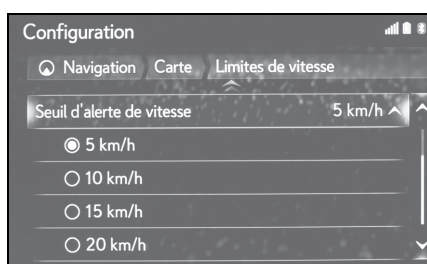 Configuration
Navigation Carte Limites de vitesse
Seuil d'alerte de vitesse 5 km/h
5 km/h
10 km/h
15 km/h
20 km/h